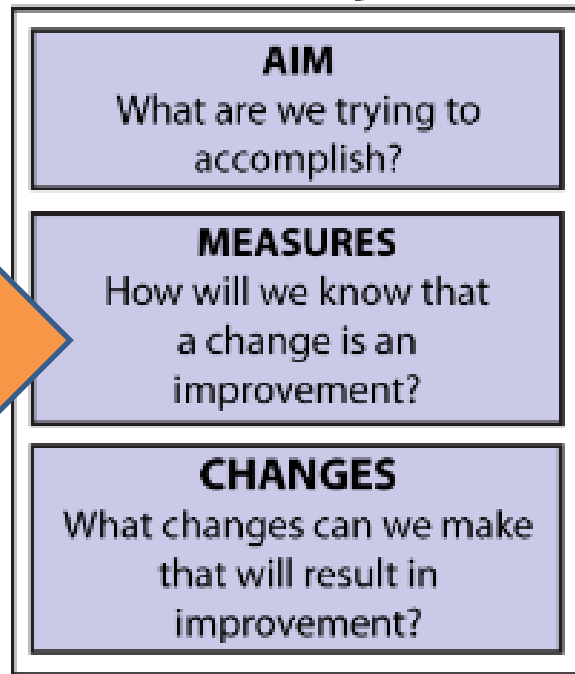 AIM
What are we trying to
accomplish?
MEASURES
How will we know that
a change is an
improvement?
CHANGES
What changes can we make
that will result in
improvement?